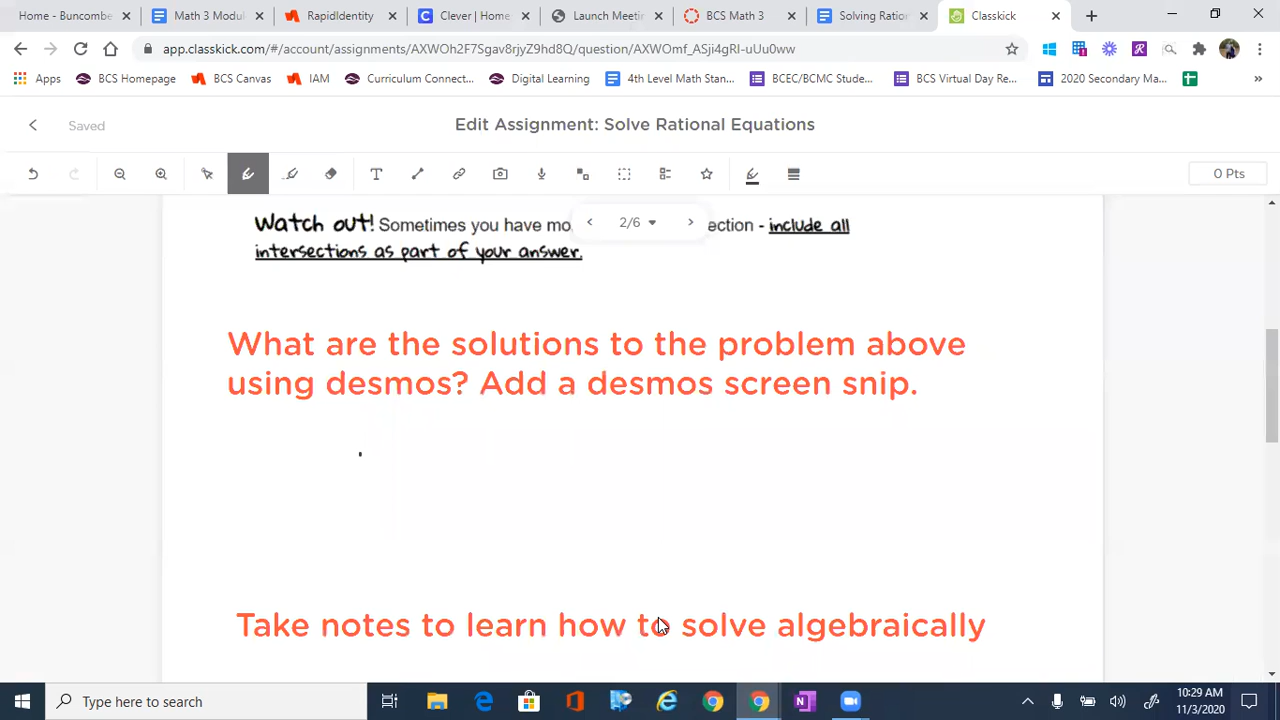 Home - Buncomb
Math 3 Modu
RapidIdentity
Clever | Home
Launch Meeti
BCS Math 3
Solving Ration
Classkick
app.classkick.com/#/account/assignments/AXWOh2F7Sgav8rjyZ9hd8Q/question/AXWOmf_ASji4gRI-uUu0ww
Apps
BCS Homepage
BCS Canvas
IAM
Curriculum Connect...
Digital Learning
4th Level Math Stan...
BCEC/BCMC Stude...
BCS Virtual Day Re...
2020 Secondary Ma...
Saved
Edit Assignment: Solve Rational Equations
0 Pts
2/6
Watch out! Sometimes you have mo ection - include all
intersections as part of your answer.
What are the solutions to the problem above
using desmos? Add a desmos screen snip.
Take notes to learn how to solve algebraically
Type here to search
10:29 AM
11/3/2020